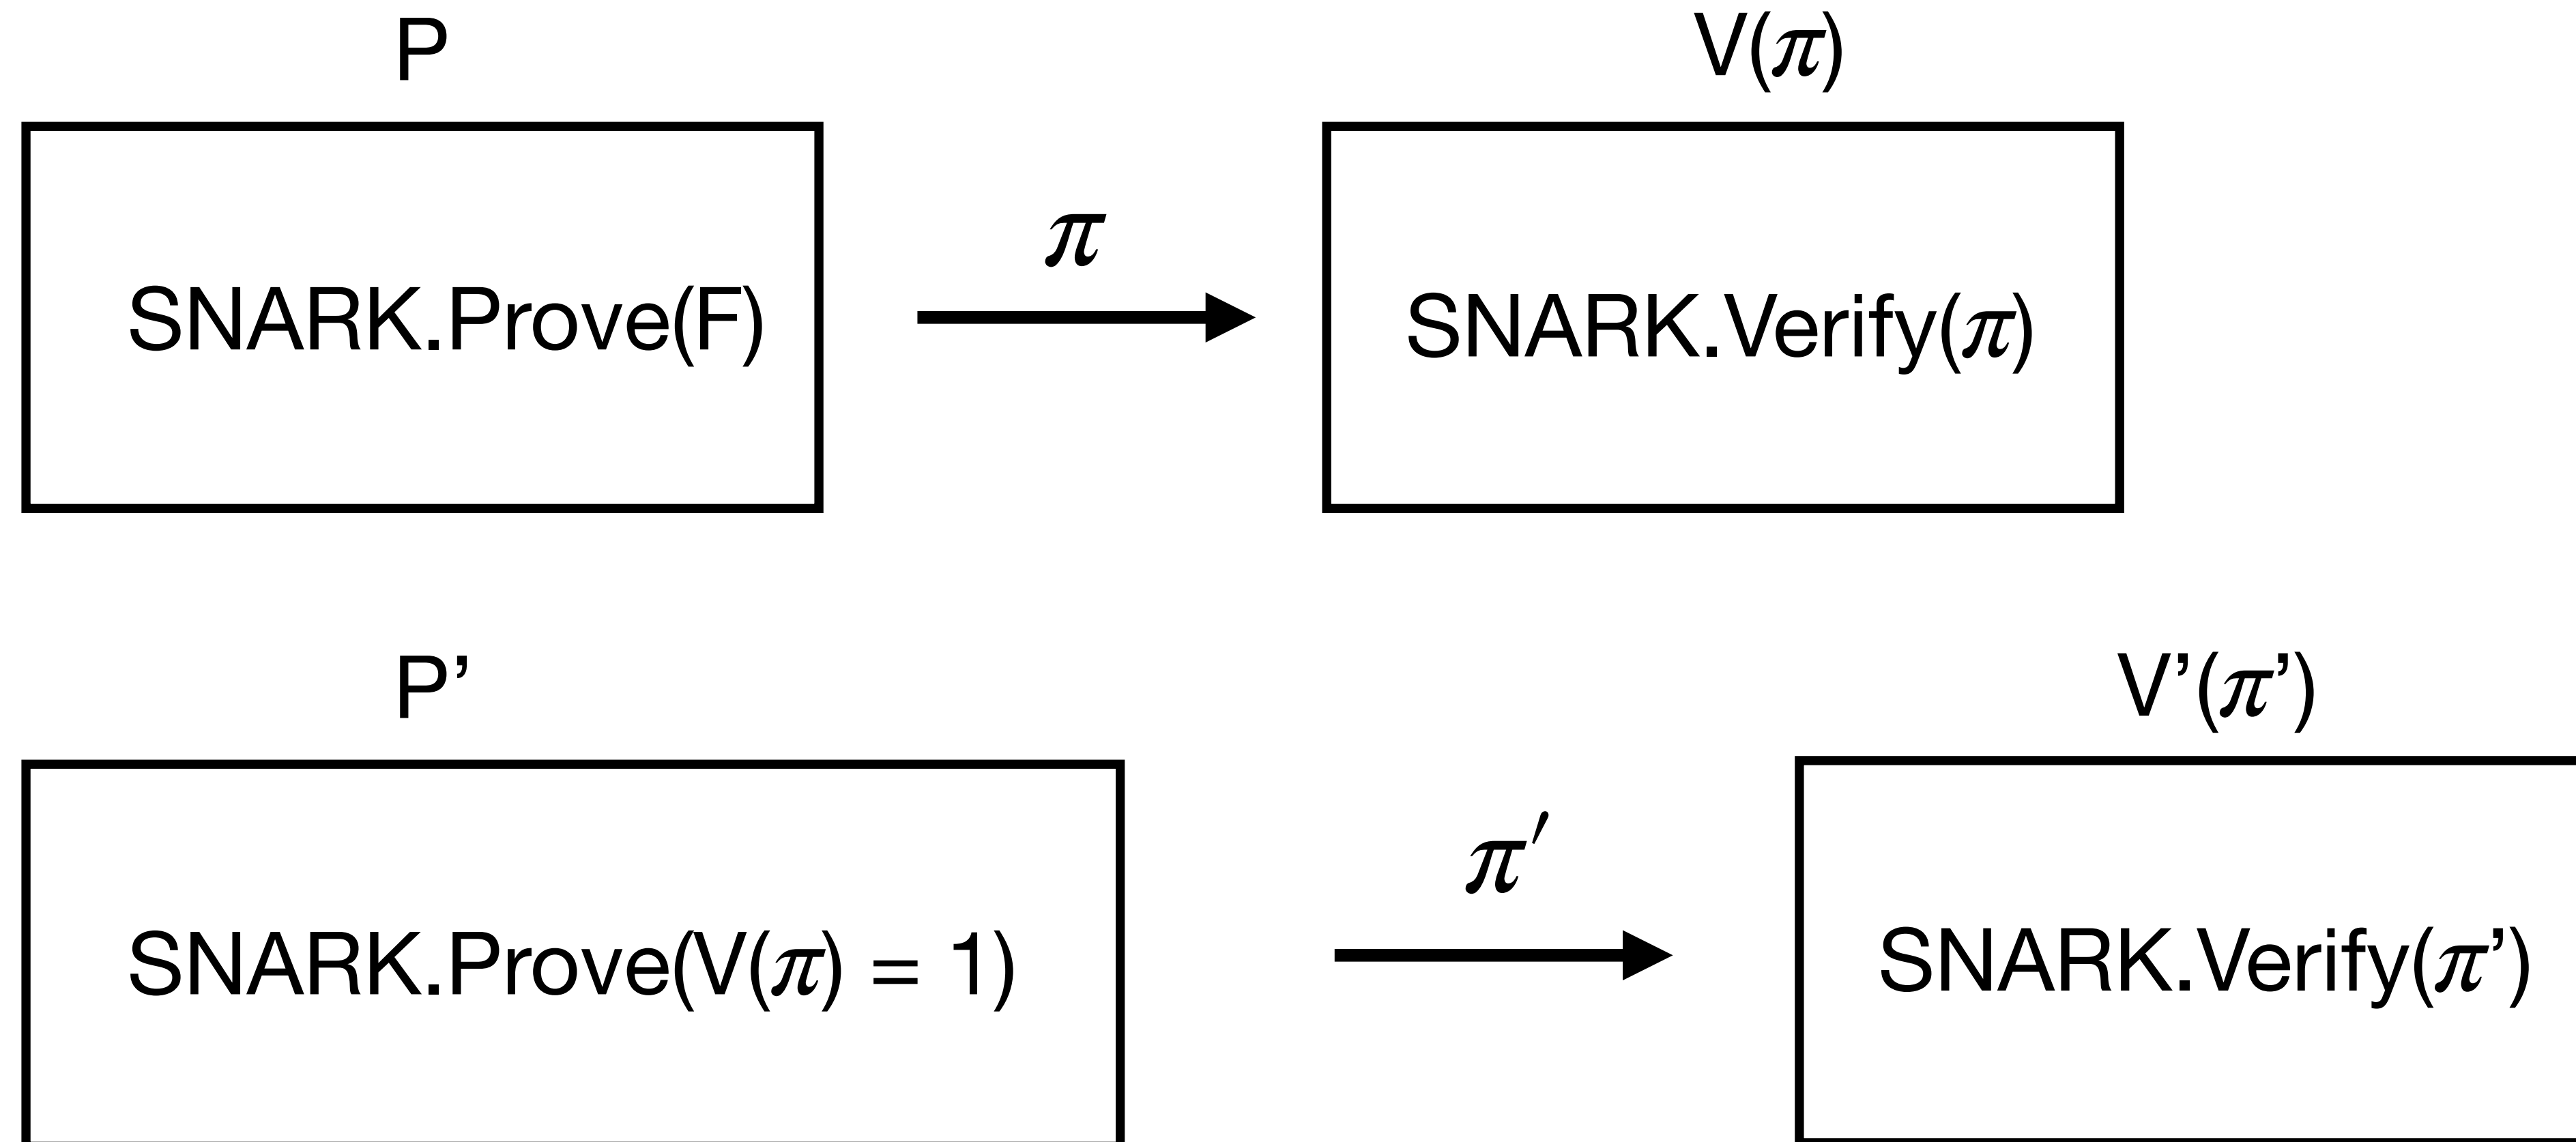 P
V(π)
SNARK.Prove(F)
π
SNARK.Verify(π)
P’
V’(π’)
SNARK.Prove(V(π) = 1)
π′
SNARK.Verify(π’)